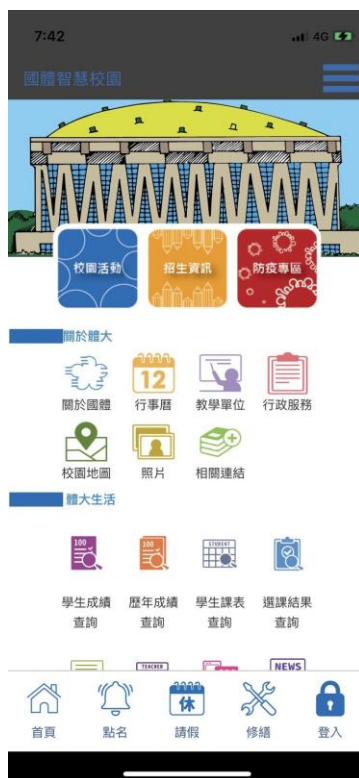 7:42
4G
國體智慧校園
校園活動
招生資訊
防疫專區
關於體大
12
關於國體
行事曆
教學單位
行政服務
校園地圖
照片
相關連結
體大生活
100
100
STUDENT
學生成績
查詢
歷年成績
查詢
學生課表
查詢
選課結果
查詢
TEACHER
NEWS
休
首頁
點名
請假
修繕
登入